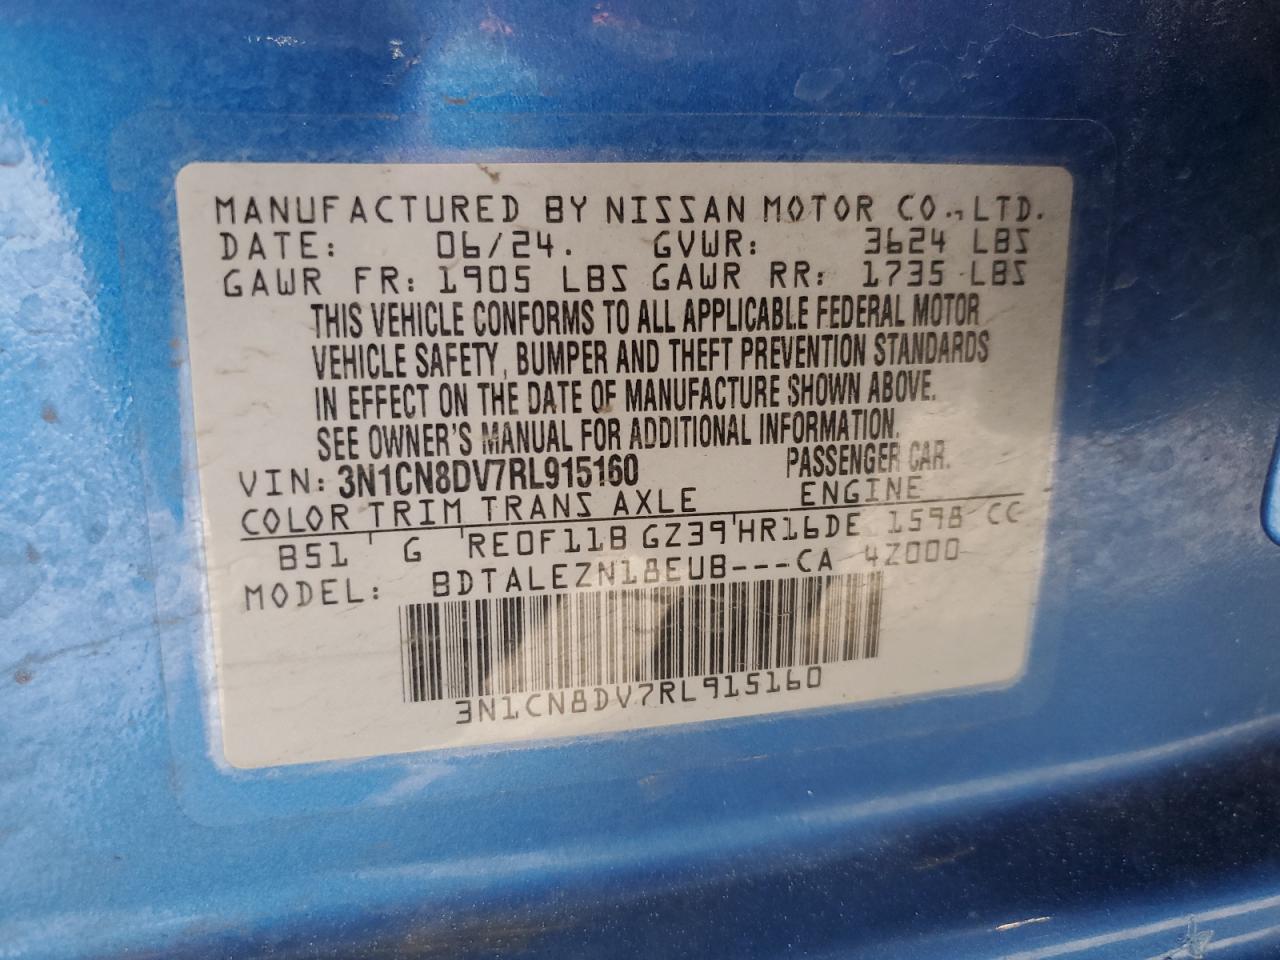 MANUFACTURED BY NISSAN MOTOR CO., LTD.
DATE: 06/24. GVWR: 3624 LBS
GAWR FR: 1905 LBS GAWR RR: 1735 LBS
THIS VEHICLE CONFORMS TO ALL APPLICABLE FEDERAL MOTOR
VEHICLE SAFETY, BUMPER AND THEFT PREVENTION STANDARDS
IN EFFECT ON THE DATE OF MANUFACTURE SHOWN ABOVE.
SEE OWNER'S MANUAL FOR ADDITIONAL INFORMATION.
VIN: 3N1CN8DV7RL915160 PASSENGER CAR.
COLOR TRIM TRANS AXLE ENGINE
B51 G RE0F11B GZ39 HR16DE 1598 CC
MODEL: BDTALEZN18EUB---CA 4Z000
3N1CN8DV7RL915160